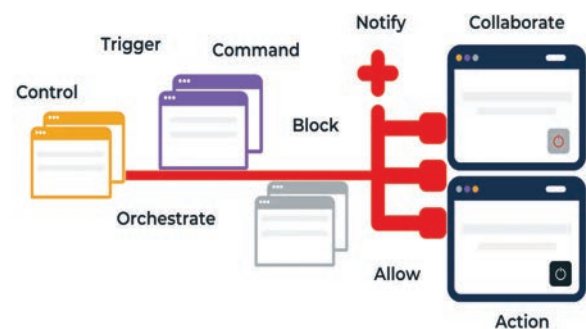 Notify
Collaborate
Trigger
Command
Control
Block
Orchestrate
Allow
Action